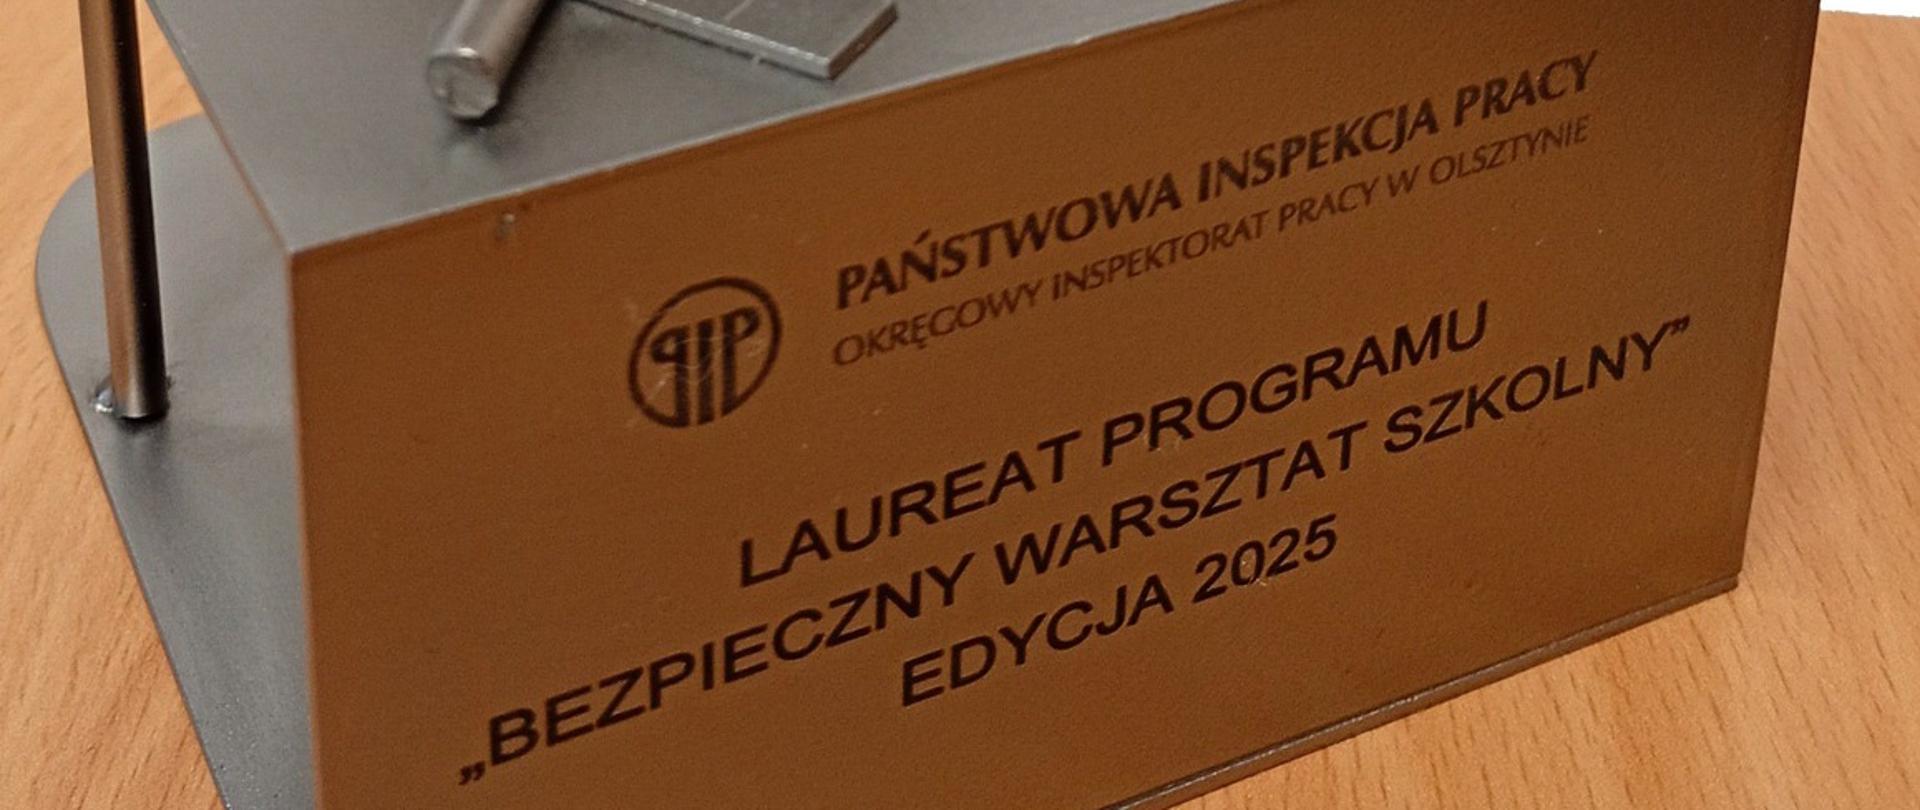 PIP
PAŃSTWOWA INSPEKCJA PRACY
OKRĘGOWY INSPEKTORAT PRACY W OLSZTYNIE
LAUREAT PROGRAMU
„BEZPIECZNY WARSZTAT SZKOLNY”
EDYCJA 2025